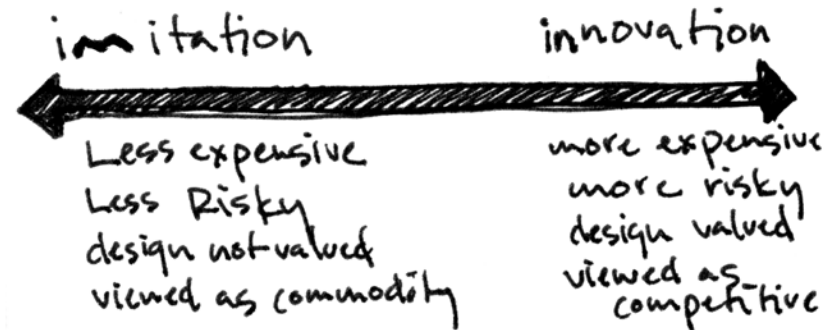 imitation
innovation
Less expensive
Less Risky
design not valued
viewed as commodity
more expensive
more risky
design valued
viewed as
competitive